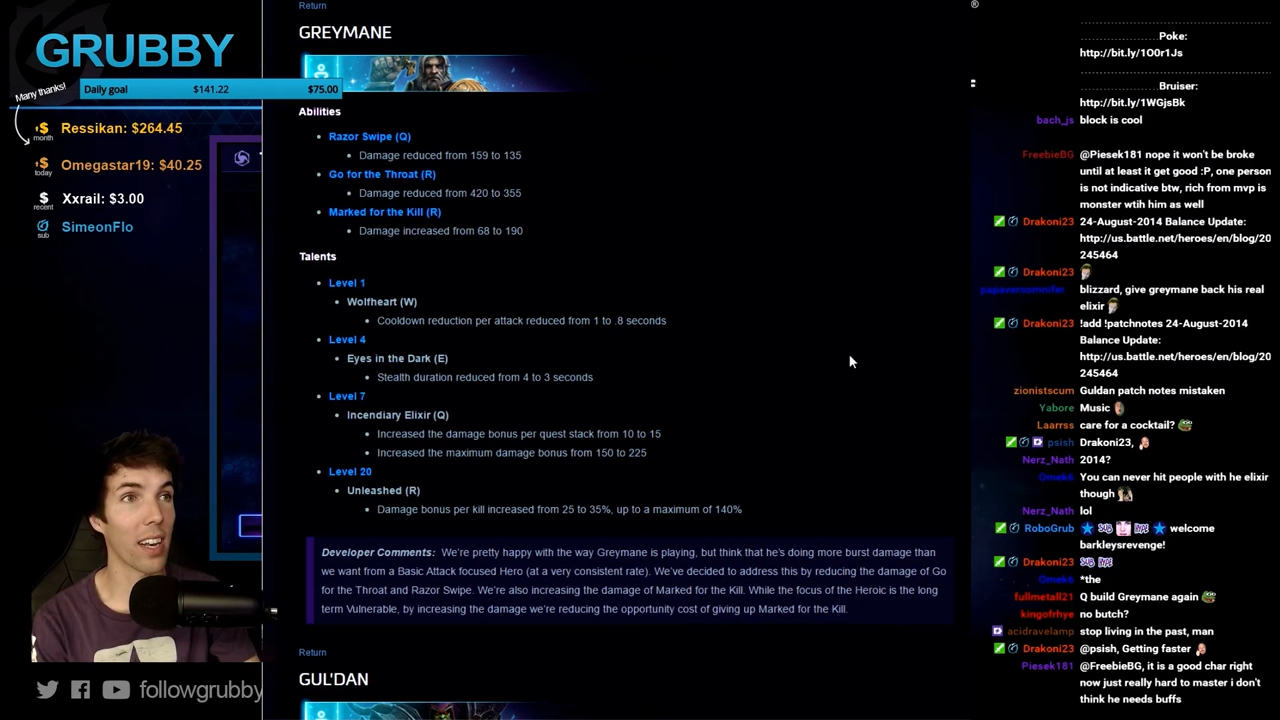 GRUBBY
Many thanks!
Daily goal $141.22 $75.00
$ month Ressikan: $264.45
$ today Omegastar19: $40.25
$ recent Xxrail: $3.00
sub SimeonFlo
followgrubby
Return
GREYMANE
Abilities
Razor Swipe (Q)
Damage reduced from 159 to 135
Go for the Throat (R)
Damage reduced from 420 to 355
Marked for the Kill (R)
Damage increased from 68 to 190
Talents
Level 1
Wolfheart (W)
Cooldown reduction per attack reduced from 1 to .8 seconds
Level 4
Eyes in the Dark (E)
Stealth duration reduced from 4 to 3 seconds
Level 7
Incendiary Elixir (Q)
Increased the damage bonus per quest stack from 10 to 15
Increased the maximum damage bonus from 150 to 225
Level 20
Unleashed (R)
Damage bonus per kill increased from 25 to 35%, up to a maximum of 140%
Developer Comments: We're pretty happy with the way Greymane is playing, but think that he's doing more burst damage than
we want from a Basic Attack focused Hero (at a very consistent rate). We've decided to address this by reducing the damage of Go
for the Throat and Razor Swipe. We're also increasing the damage of Marked for the Kill. While the focus of the Heroic is the long
term Vulnerable, by increasing the damage we're reducing the opportunity cost of giving up Marked for the Kill.
Return
GUL'DAN
®
....................................................
.....................Poke:
http://bit.ly/1O0r1Js
.....................Bruiser:
http://bit.ly/1WGjsBk
bach_js block is cool
FreebieBG @Piesek181 nope it won't be broke
until at least it get good :P, one person
is not indicative btw, rich from mvp is
monster wtih him as well
Drakoni23 24-August-2014 Balance Update:
http://us.battle.net/heroes/en/blog/20
245464
Drakoni23
papaversomnifer blizzard, give greymane back his real
elixir
Drakoni23 !add !patchnotes 24-August-2014
Balance Update:
http://us.battle.net/heroes/en/blog/20
245464
zionistscum Guldan patch notes mistaken
Yabore Music
Laarrss care for a cocktail?
psish Drakoni23,
Nerz_Nath 2014?
Omek6 You can never hit people with he elixir
though
Nerz_Nath lol
RoboGrub SUB HYPE welcome
barkleysrevenge!
Drakoni23 SUB HYPE
Omek6 *the
fullmetall21 Q build Greymane again
kingofrhye no butch?
acidravelamp stop living in the past, man
Drakoni23 @psish, Getting faster
Piesek181 @FreebieBG, it is a good char right
now just really hard to master i don't
think he needs buffs